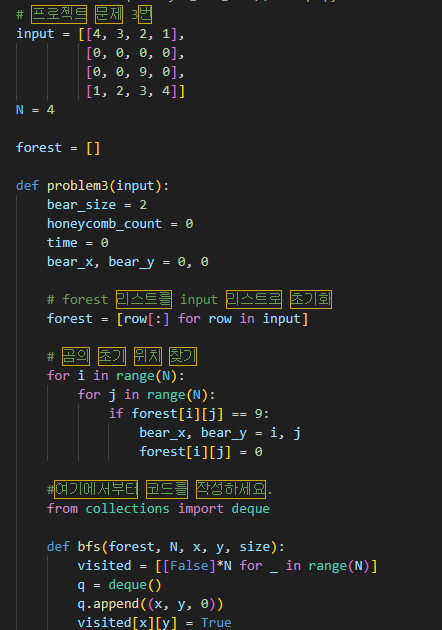 # 프로젝트 문제 3번
input = [[4, 3, 2, 1],
         [0, 0, 0, 0],
         [0, 0, 9, 0],
         [1, 2, 3, 4]]
N = 4

forest = []

def problem3(input):
    bear_size = 2
    honeycomb_count = 0
    time = 0
    bear_x, bear_y = 0, 0

    # forest 리스트를 input 리스트로 초기화
    forest = [row[:] for row in input]

    # 곰의 초기 위치 찾기
    for i in range(N):
        for j in range(N):
            if forest[i][j] == 9:
                bear_x, bear_y = i, j
                forest[i][j] = 0

    #여기에서부터 코드를 작성하세요.
    from collections import deque

    def bfs(forest, N, x, y, size):
        visited = [[False]*N for _ in range(N)]
        q = deque()
        q.append((x, y, 0))
        visited[x][y] = True